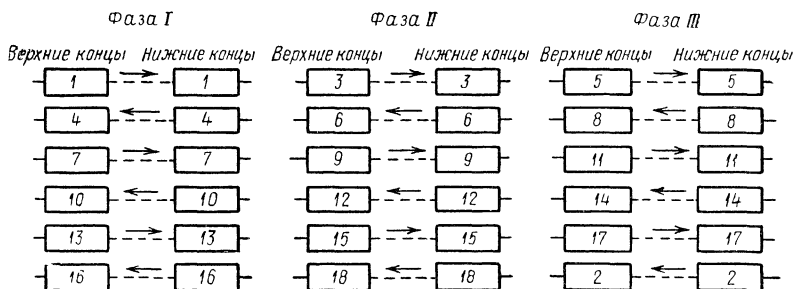 Фаза I Фаза II Фаза III
Верхние концы Нижние концы Верхние концы Нижние концы Верхние концы Нижние концы
1 1 3 3 5 5
4 4 6 6 8 8
7 7 9 9 11 11
10 10 12 12 14 14
13 13 15 15 17 17
16 16 18 18 2 2